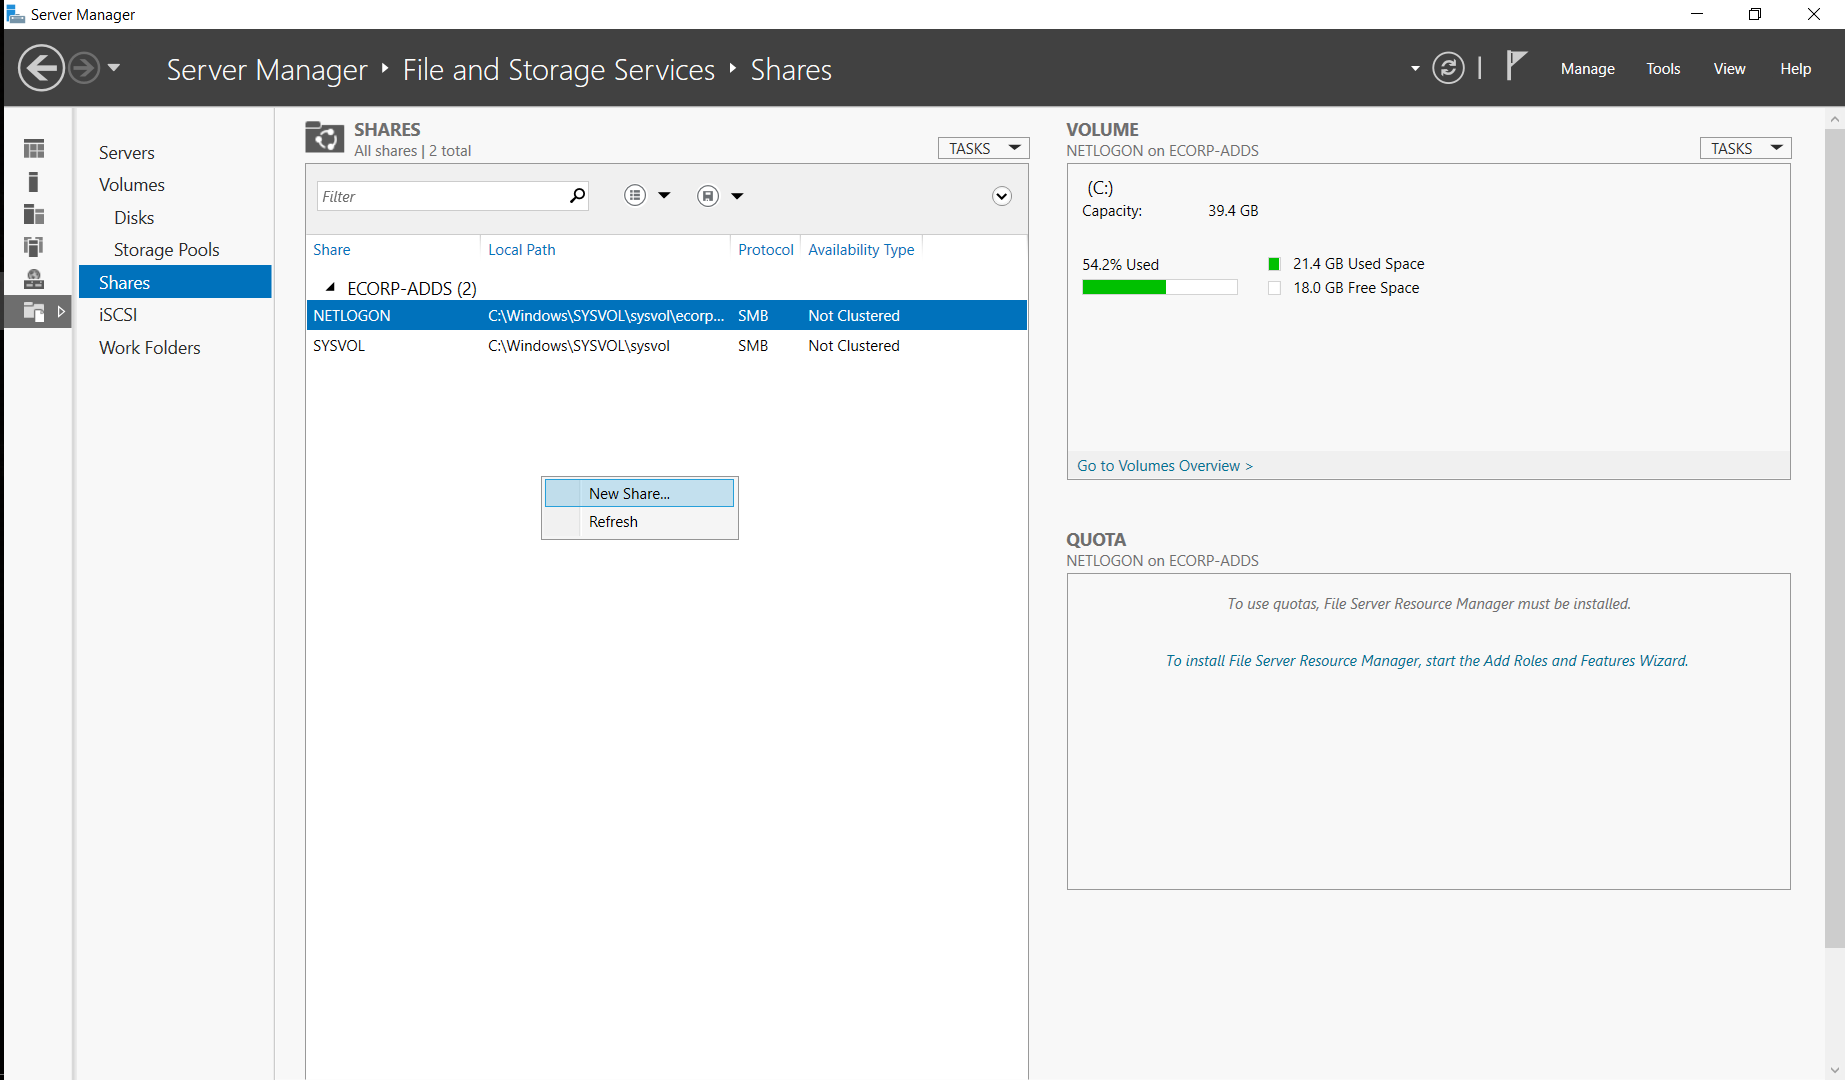 Server Manager
Server Manager ‣ File and Storage Services ‣ Shares
Manage Tools View Help
Servers
Volumes
Disks
Storage Pools
Shares
iSCSI
Work Folders
SHARES
All shares | 2 total
TASKS
Filter
Share Local Path Protocol Availability Type
ECORP-ADDS (2)
NETLOGON C:\Windows\SYSVOL\sysvol\ecorp... SMB Not Clustered
SYSVOL C:\Windows\SYSVOL\sysvol SMB Not Clustered
New Share...
Refresh
VOLUME
NETLOGON on ECORP-ADDS
TASKS
(C:)
Capacity: 39.4 GB
54.2% Used
21.4 GB Used Space
18.0 GB Free Space
Go to Volumes Overview >
QUOTA
NETLOGON on ECORP-ADDS
To use quotas, File Server Resource Manager must be installed.
To install File Server Resource Manager, start the Add Roles and Features Wizard.